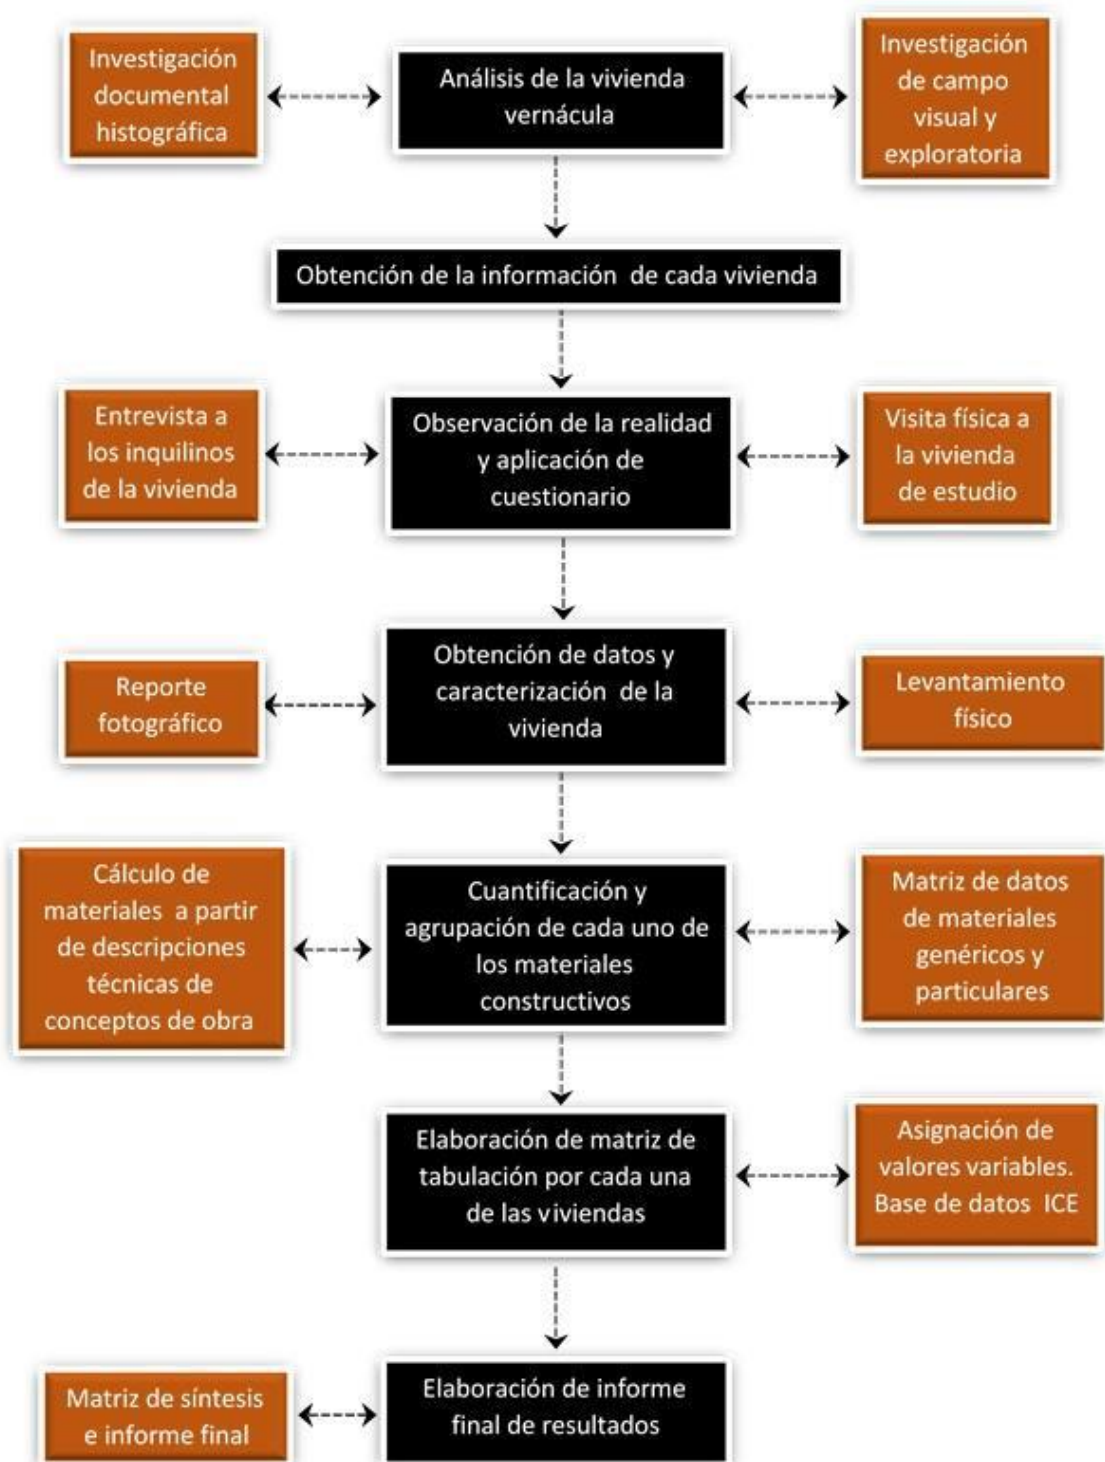 Investigación
documental
histográfica
Análisis de la vivienda
vernácula
Investigación
de campo
visual y
exploratoria
Obtención de la información de cada vivienda
Entrevista a
los inquilinos
de la vivienda
Observación de la realidad
y aplicación de
cuestionario
Visita física a
la vivienda
de estudio
Reporte
fotográfico
Obtención de datos y
caracterización de la
vivienda
Levantamiento
físico
Cálculo de
materiales a partir
de descripciones
técnicas de
conceptos de obra
Cuantificación y
agrupación de cada uno de
los materiales
constructivos
Matriz de datos
de materiales
genéricos y
particulares
Elaboración de matriz de
tabulación por cada una
de las viviendas
Asignación de
valores variables.
Base de datos ICE
Matriz de síntesis
e informe final
Elaboración de informe
final de resultados